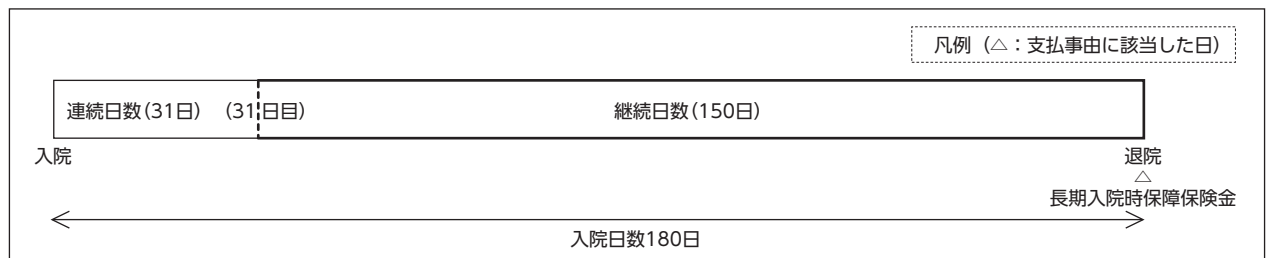 凡例（△：支払事由に該当した日）
連続日数（31日）　（31日目）　継続日数（150日）
入院　退院
△
長期入院時保障保険金
入院日数180日